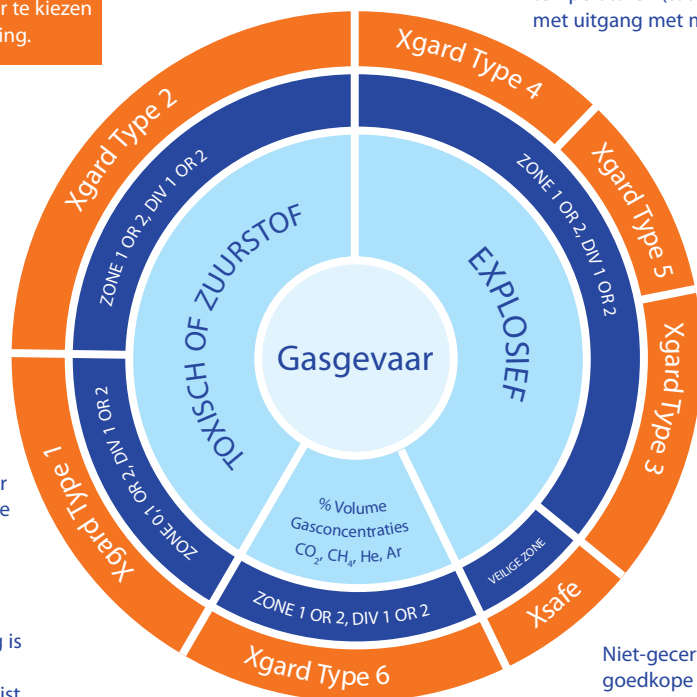 r te kiezen
ing.
met uitgang met n
Xgard Type 2
Xgard Type 4
Xgard Type 5
Xgard Type 3
Xsafe
Xgard Type 6
Xgard Type 1
ZONE 1 OR 2, DIV 1 OR 2
ZONE 1 OR 2, DIV 1 OR 2
VEILIGE ZONE
ZONE 1 OR 2, DIV 1 OR 2
ZONE 0,1 OR 2, DIV 1 OR 2
TOXISCH OF ZUURSTOF
EXPLOSIEF
Gasgevaar
% Volume
Gasconcentraties
CO₂, CH₄, He, Ar
r
e
g is
ist
Niet-gecer
goedkope